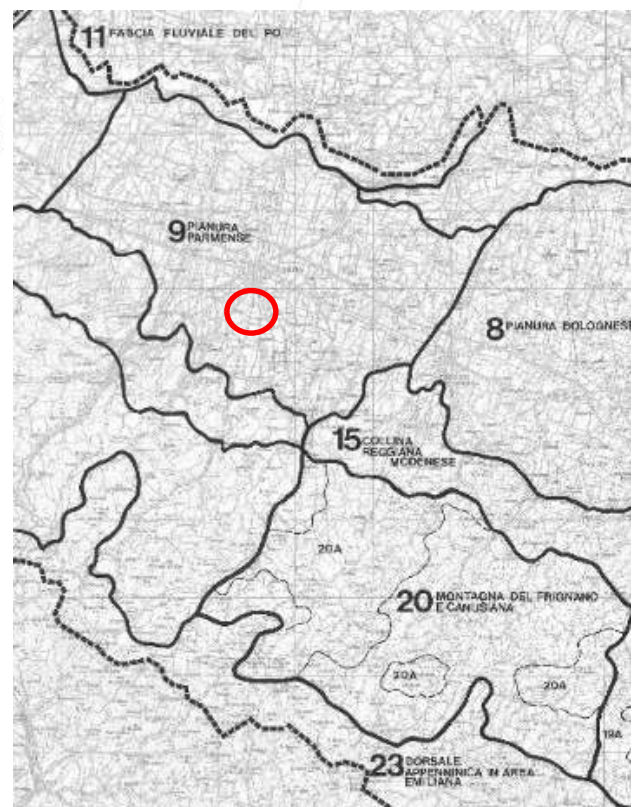 11 FASCIA FLUVIALE DEL PO
9 PIANURA
PARMENSE
8 PIANURA BOLOGNESE
15 COLLINA
REGGIANA
MODENESE
20A
20 MONTAGNA DEL FRIGNANO
E CANUSIANA
20A
20A
19A
23 DORSALE
APPENNINICA IN AREA
EMILIANA